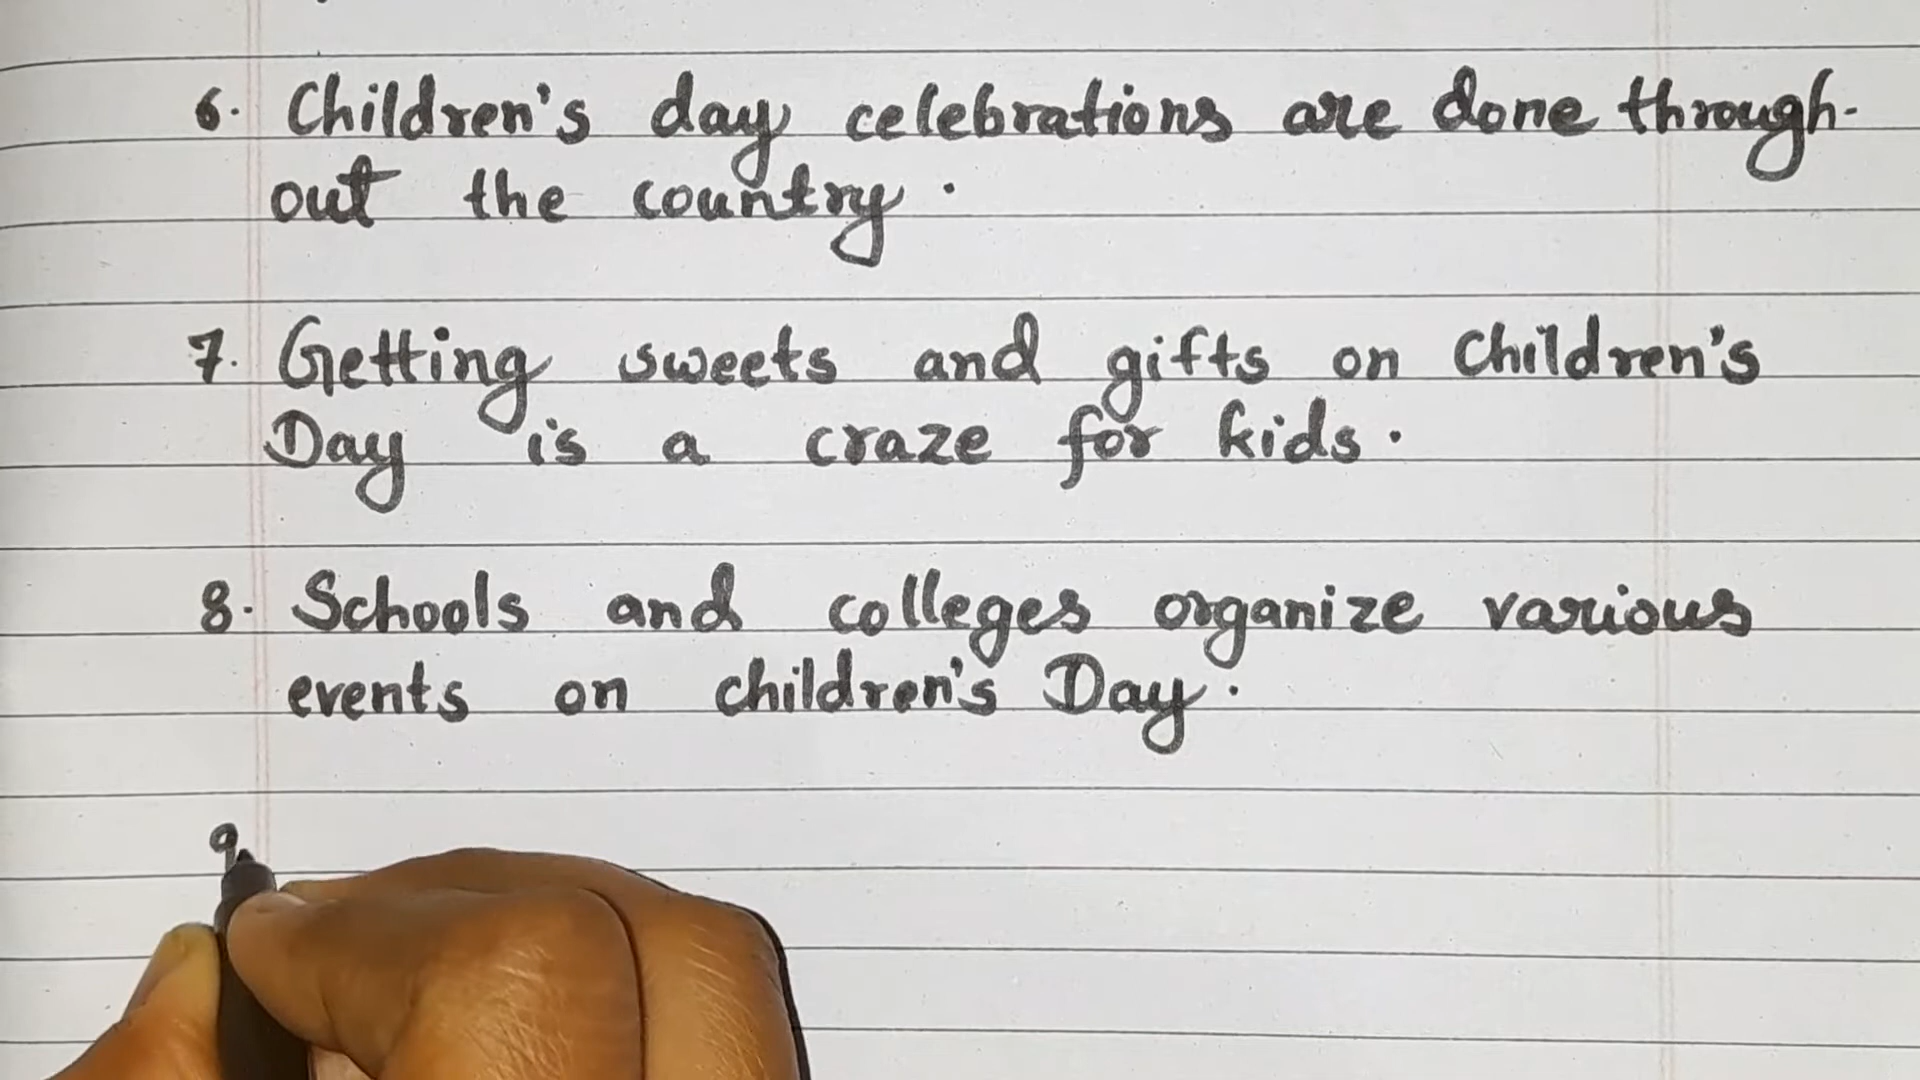 6. Children's day celebrations are done through-
out the country.
7. Getting sweets and gifts on Children's
Day is a craze for kids.
8. Schools and colleges organize various
events on children's Day.
9